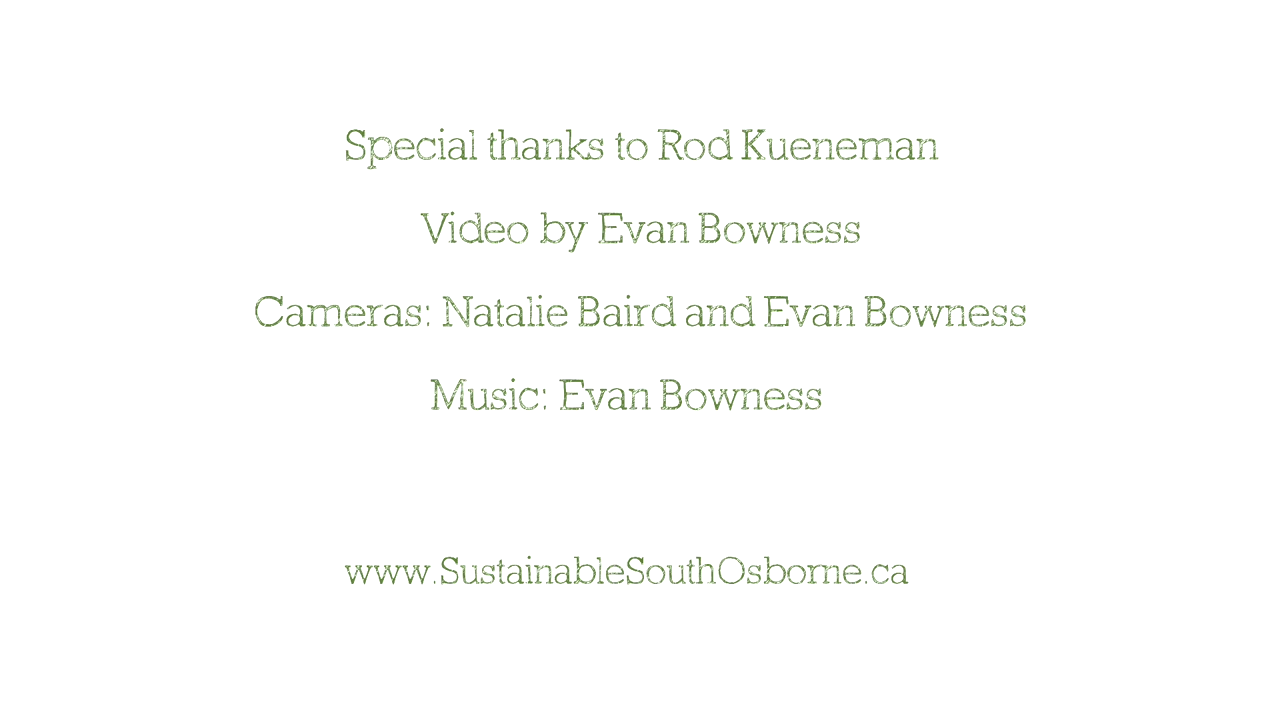 Special thanks to Rod Kueneman
Video by Evan Bowness
Cameras: Natalie Baird and Evan Bowness
Music: Evan Bowness
www.SustainableSouthOsborne.ca